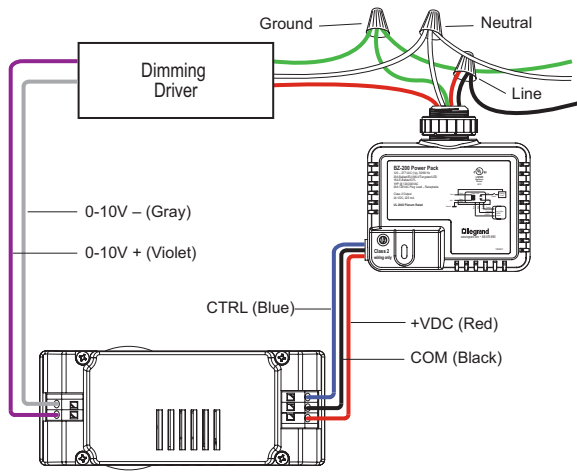 Ground
Neutral
Dimming
Driver
Line
BZ-200 Power Pack
Class 2
wiring only
legrand
0-10V – (Gray)
0-10V + (Violet)
CTRL (Blue)
+VDC (Red)
COM (Black)